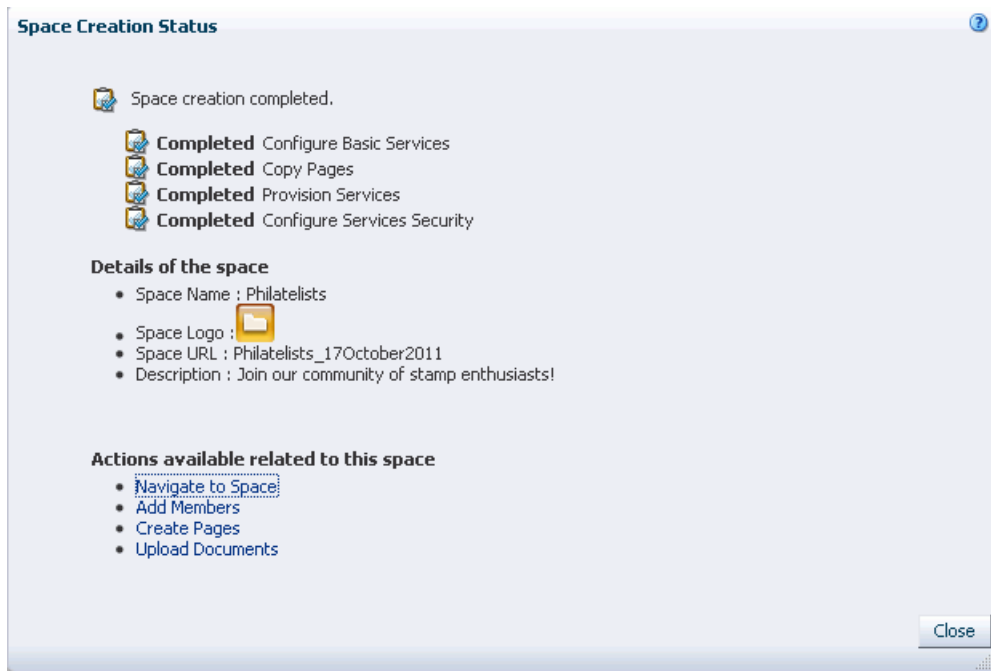 Space Creation Status
Space creation completed.
Completed Configure Basic Services
Completed Copy Pages
Completed Provision Services
Completed Configure Services Security
Details of the space
• Space Name : Philatelists
• Space Logo :
• Space URL : Philatelists_17October2011
• Description : Join our community of stamp enthusiasts!
Actions available related to this space
• Navigate to Space
• Add Members
• Create Pages
• Upload Documents
Close